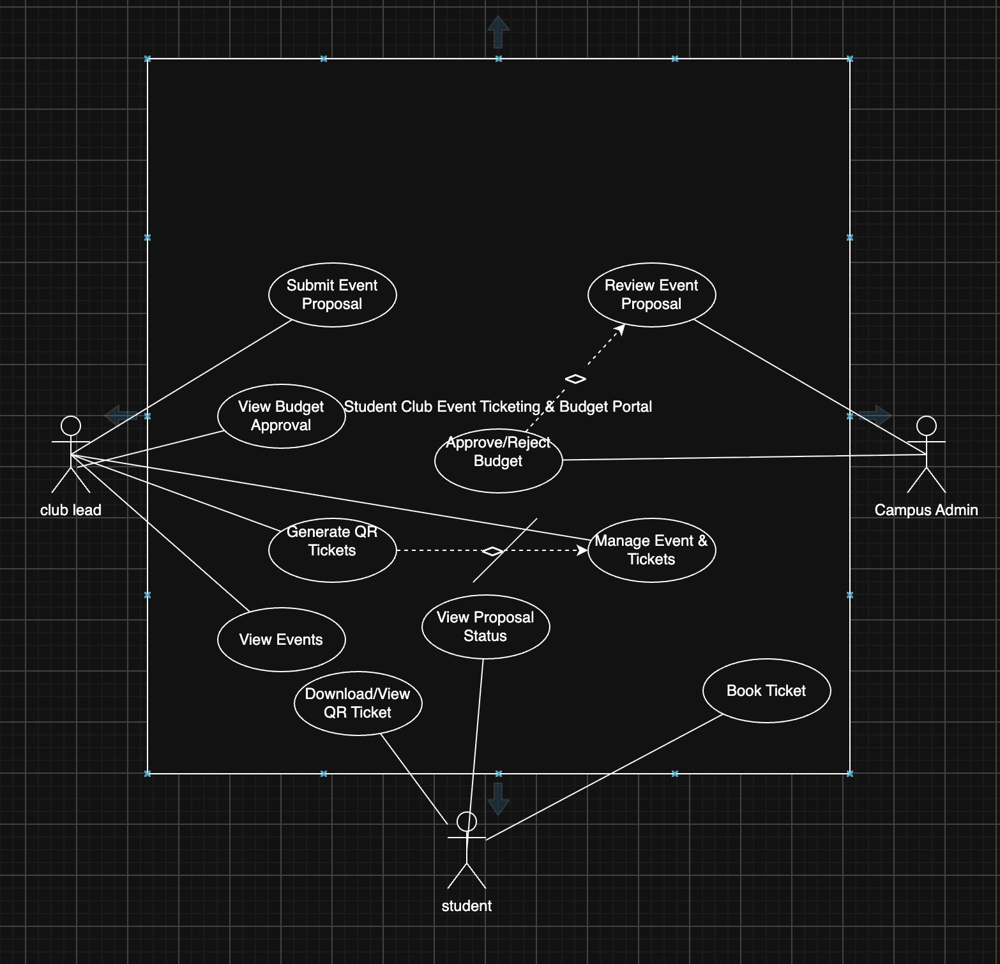 Submit Event
Proposal
Review Event
Proposal
View Budget
Approval
Student Club Event Ticketing & Budget Portal
Approve/Reject
Budget
club lead
Campus Admin
Generate QR
Tickets
Manage Event &
Tickets
View Proposal
Status
View Events
Download/View
QR Ticket
Book Ticket
student